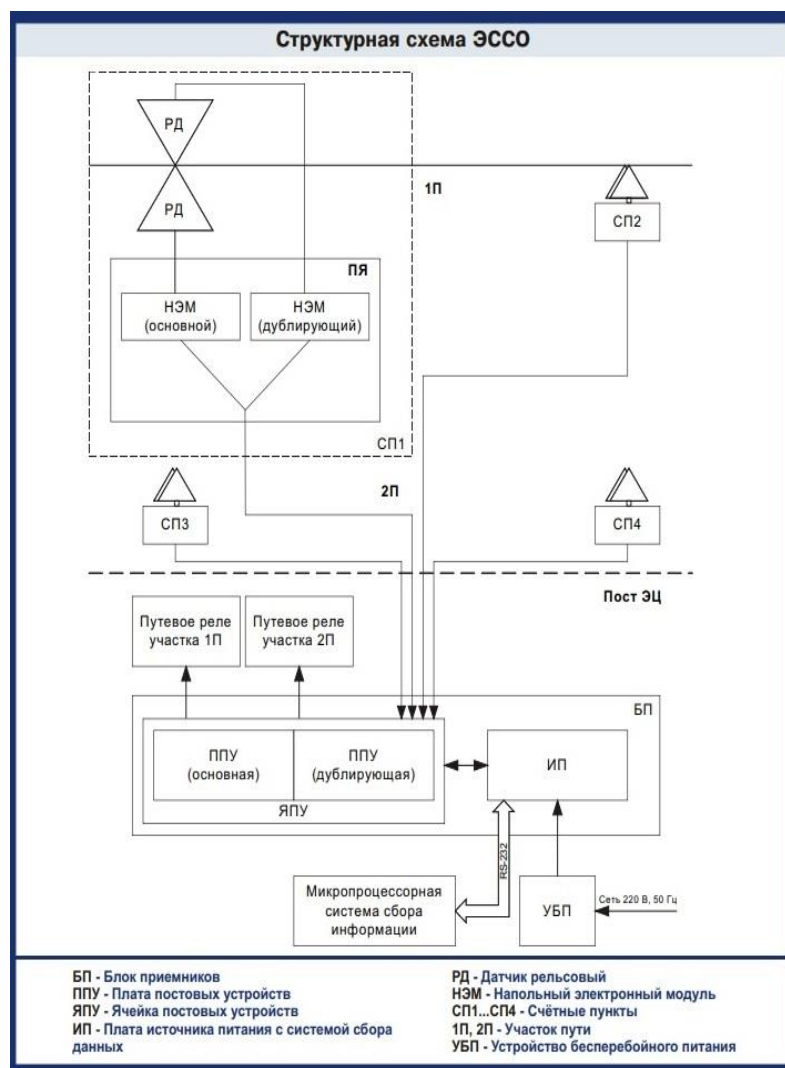 Структурная схема ЭССО
РД
РД
1П
СП2
ПЯ
НЭМ
(основной)
НЭМ
(дублирующий)
СП1
2П
СП3
СП4
Пост ЭЦ
Путевое реле
участка 1П
Путевое реле
участка 2П
БП
ППУ
(основная)
ППУ
(дублирующая)
ИП
ЯПУ
RS-232
Микропроцессорная
система сбора
информации
УБП
Сеть 220 В, 50 Гц
БП - Блок приемников
ППУ - Плата постовых устройств
ЯПУ - Ячейка постовых устройств
ИП - Плата источника питания с системой сбора
данных
РД - Датчик рельсовый
НЭМ - Напольный электронный модуль
СП1...СП4 - Счётные пункты
1П, 2П - Участок пути
УБП - Устройство бесперебойного питания